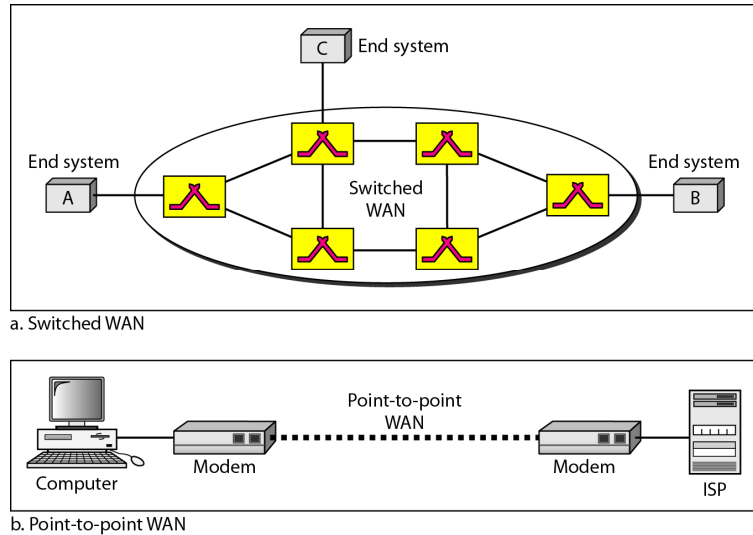 C
End system
End system
A
Switched
WAN
End system
B
a. Switched WAN
Point-to-point
WAN
Computer
Modem
Modem
ISP
b. Point-to-point WAN